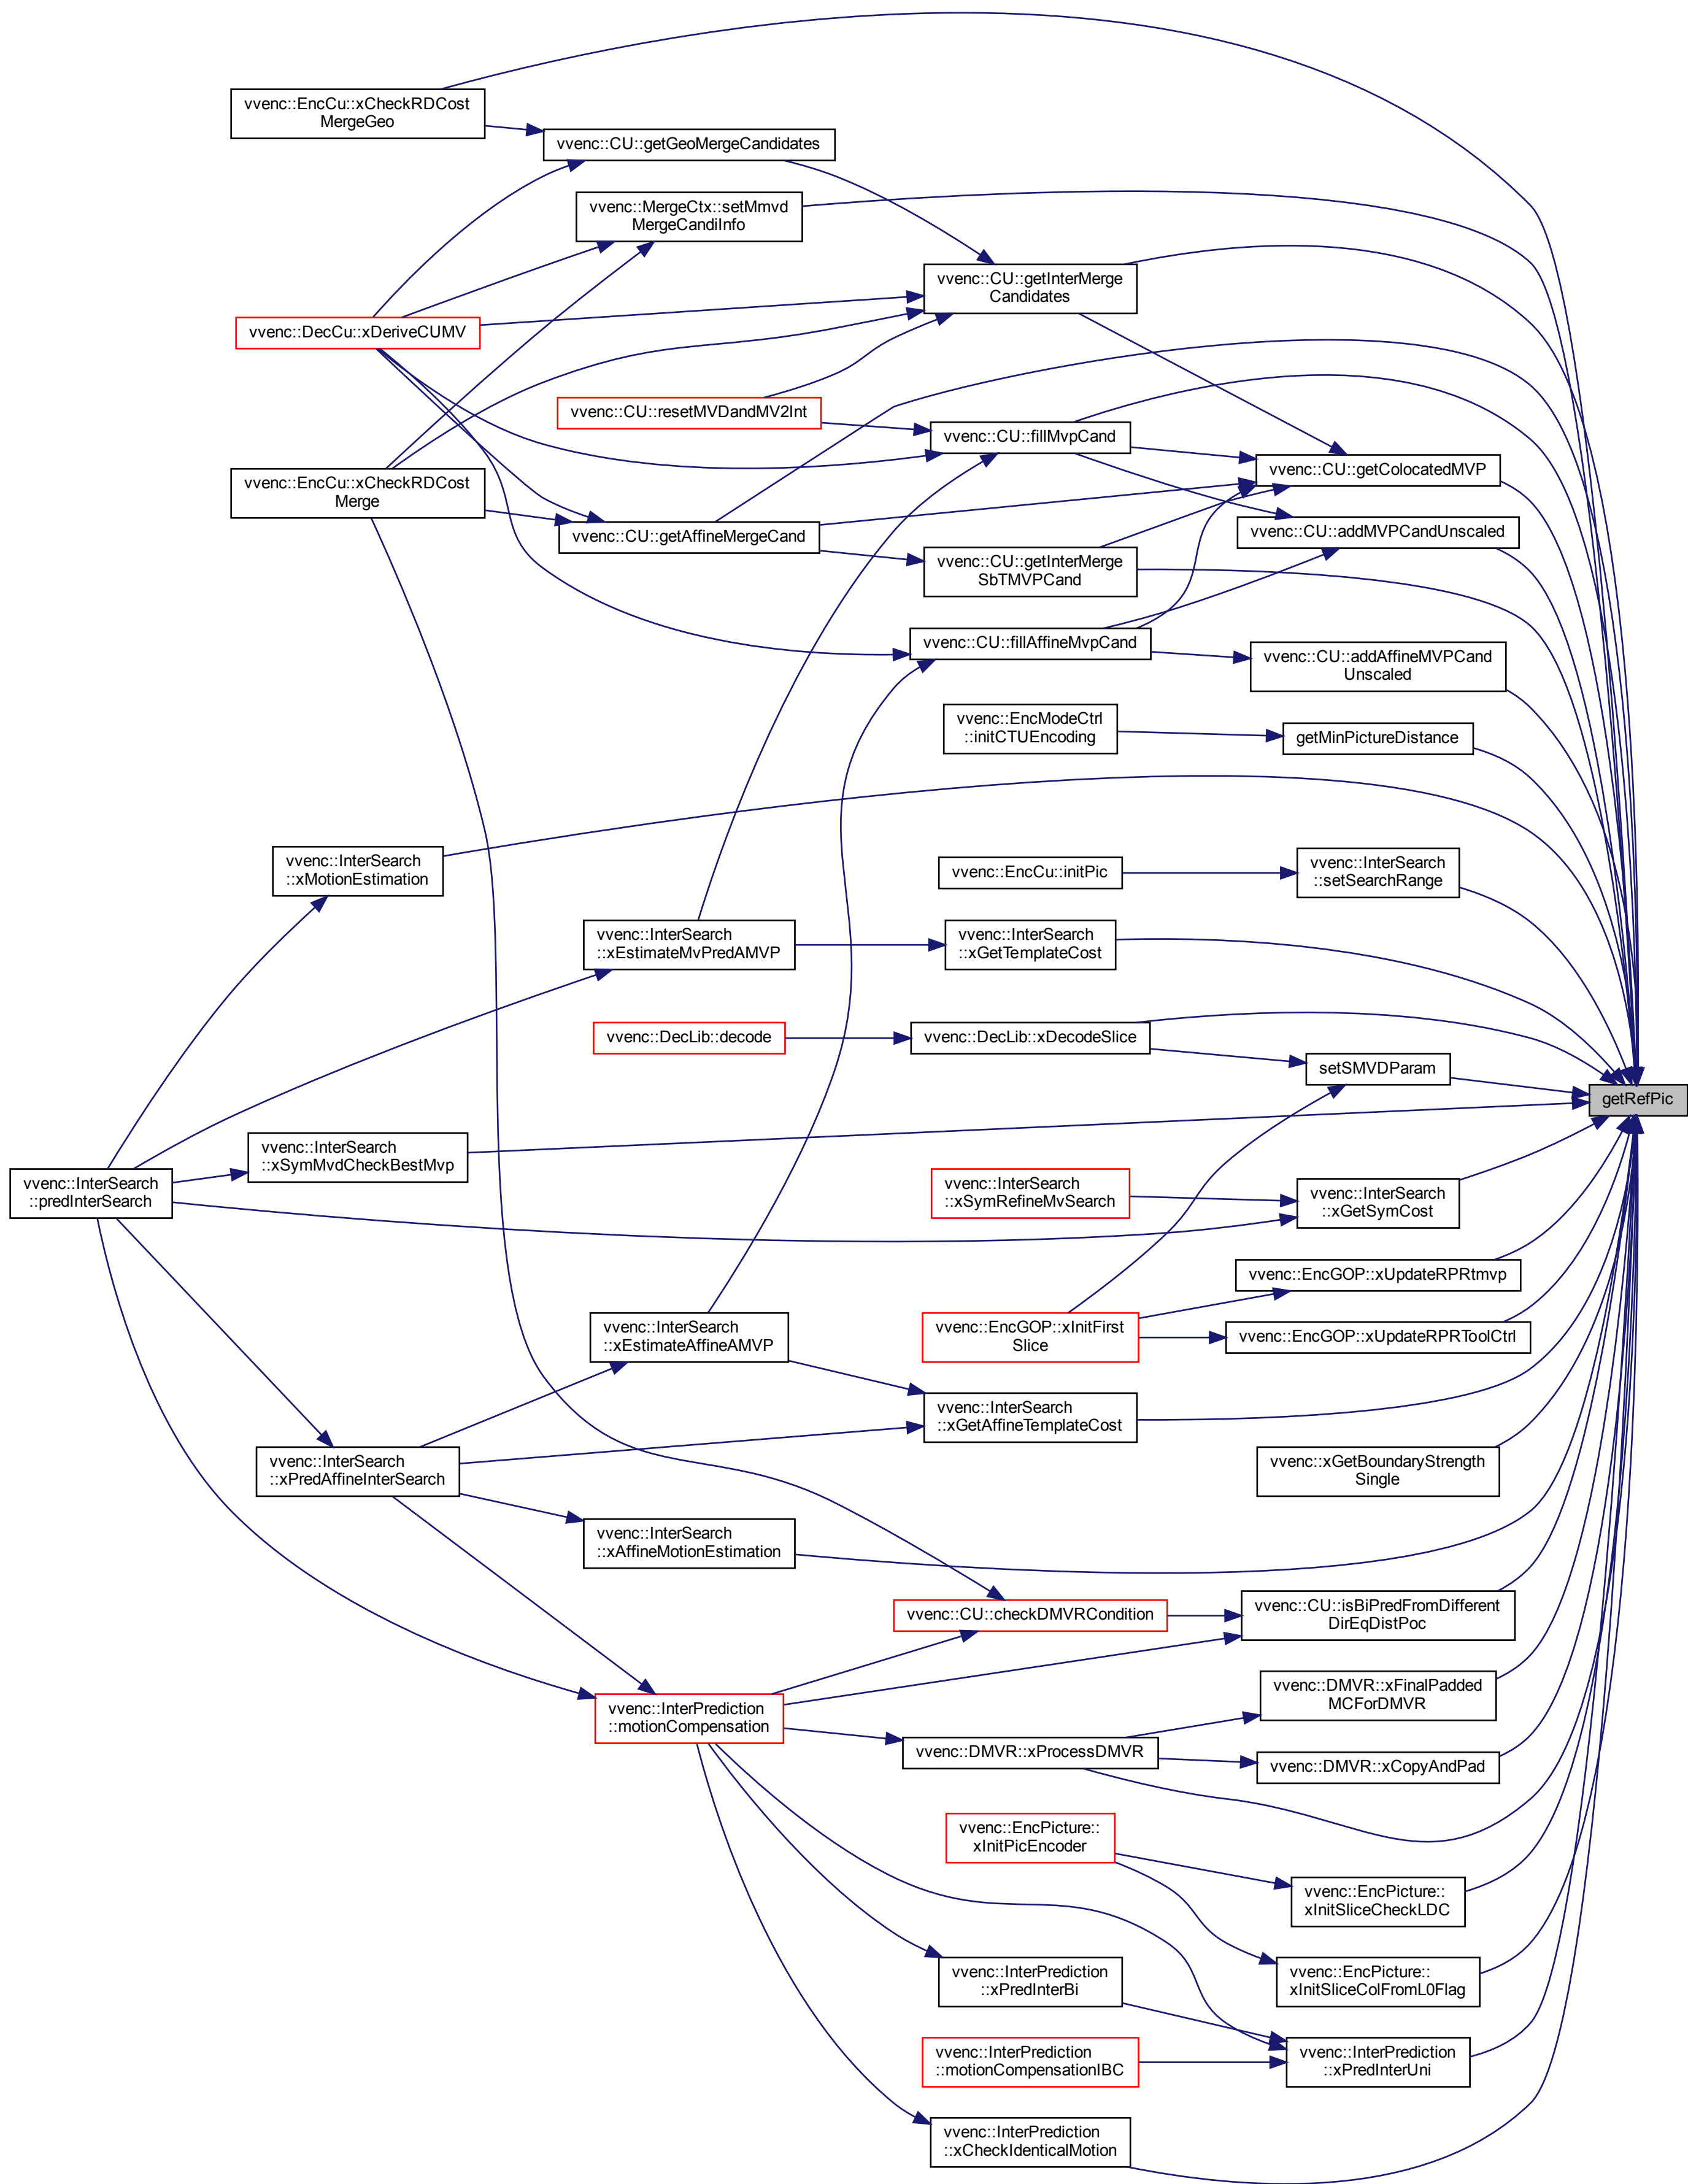 vvenc::EncCu::xCheckRDCost
MergeGeo
vvenc::CU::getGeoMergeCandidates
vvenc::MergeCtx::setMmvd
MergeCandiInfo
vvenc::CU::getInterMerge
Candidates
vvenc::DecCu::xDeriveCUMV
vvenc::CU::resetMVDandMV2Int
vvenc::CU::fillMvpCand
vvenc::CU::getColocatedMVP
vvenc::EncCu::xCheckRDCost
Merge
vvenc::CU::getAffineMergeCand
vvenc::CU::addMVPCandUnscaled
vvenc::CU::getInterMerge
SbTMVPCand
vvenc::CU::fillAffineMvpCand
vvenc::CU::addAffineMVPCand
Unscaled
vvenc::EncModeCtrl
::initCTUEncoding
getMinPictureDistance
vvenc::InterSearch
::xMotionEstimation
vvenc::EncCu::initPic
vvenc::InterSearch
::setSearchRange
vvenc::InterSearch
::xEstimateMvPredAMVP
vvenc::InterSearch
::xGetTemplateCost
vvenc::DecLib::decode
vvenc::DecLib::xDecodeSlice
setSMVDParam
getRefPic
vvenc::InterSearch
::xSymMvdCheckBestMvp
vvenc::InterSearch
::predInterSearch
vvenc::InterSearch
::xSymRefineMvSearch
vvenc::InterSearch
::xGetSymCost
vvenc::EncGOP::xUpdateRPRtmvp
vvenc::InterSearch
::xEstimateAffineAMVP
vvenc::EncGOP::xInitFirst
Slice
vvenc::EncGOP::xUpdateRPRToolCtrl
vvenc::InterSearch
::xGetAffineTemplateCost
vvenc::InterSearch
::xPredAffineInterSearch
vvenc::xGetBoundaryStrength
Single
vvenc::InterSearch
::xAffineMotionEstimation
vvenc::CU::checkDMVRCondition
vvenc::CU::isBiPredFromDifferent
DirEqDistPoc
vvenc::InterPrediction
::motionCompensation
vvenc::DMVR::xFinalPadded
MCForDMVR
vvenc::DMVR::xProcessDMVR
vvenc::DMVR::xCopyAndPad
vvenc::EncPicture::
xInitPicEncoder
vvenc::EncPicture::
xInitSliceCheckLDC
vvenc::InterPrediction
::xPredInterBi
vvenc::EncPicture::
xInitSliceColFromL0Flag
vvenc::InterPrediction
::motionCompensationIBC
vvenc::InterPrediction
::xPredInterUni
vvenc::InterPrediction
::xCheckIdenticalMotion